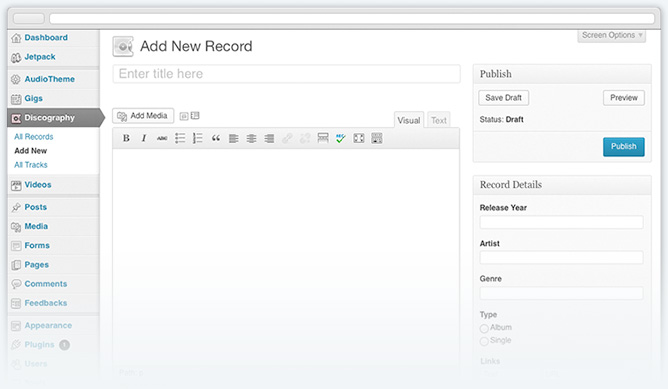 Screen Options
Dashboard
Jetpack
AudioTheme
Gigs
Discography
All Records
Add New
All Tracks
Videos
Posts
Media
Forms
Pages
Comments
Feedbacks
Appearance
Plugins 1
Users
Add New Record
Enter title here
Add Media
Visual Text
B I ABC
Publish
Save Draft Preview
Status: Draft
Publish
Record Details
Release Year
Artist
Genre
Type
Album
Single
Links